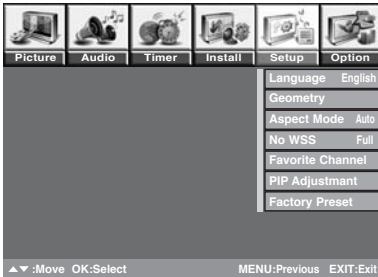 Picture Audio Timer Install Setup Option
Language English
Geometry
Aspect Mode Auto
No WSS Full
Favorite Channel
PIP Adjustmant
Factory Preset
▲▼ :Move OK:Select MENU:Previous EXIT:Exit